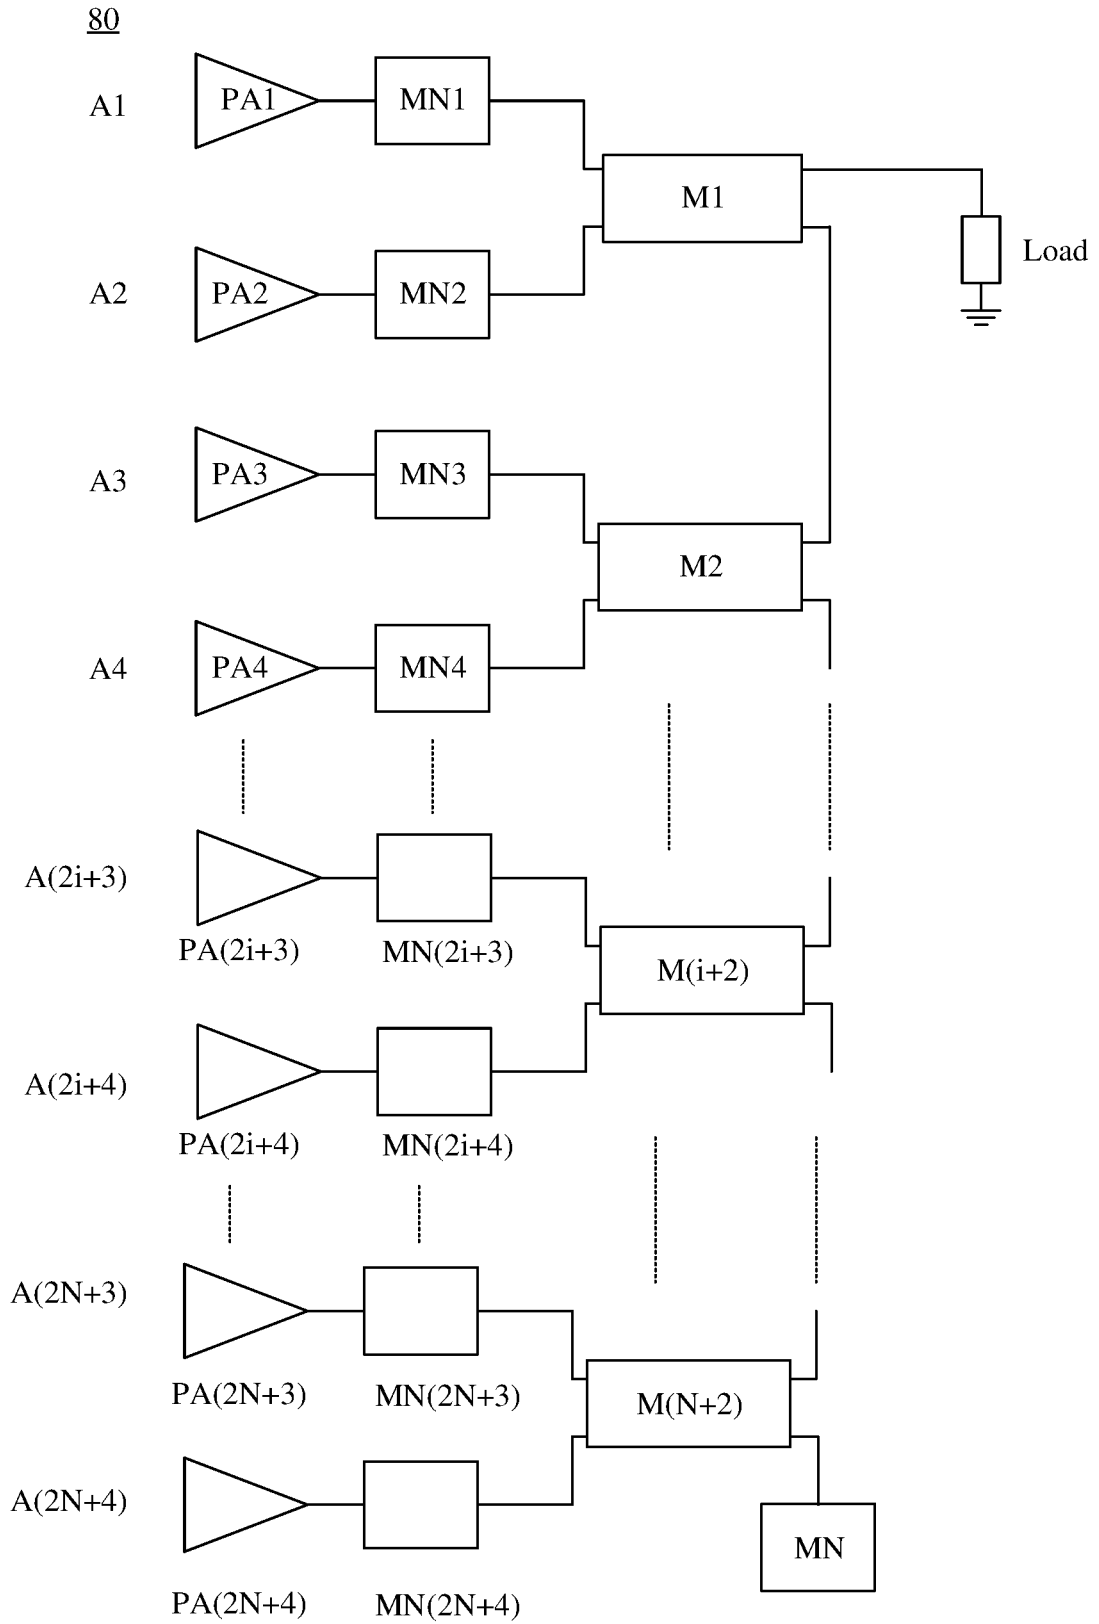 80
A1
PA1
MN1
M1
Load
A2
PA2
MN2
A3
PA3
MN3
M2
A4
PA4
MN4
A(2i+3)
PA(2i+3)
MN(2i+3)
M(i+2)
A(2i+4)
PA(2i+4)
MN(2i+4)
A(2N+3)
PA(2N+3)
MN(2N+3)
M(N+2)
A(2N+4)
MN
PA(2N+4)
MN(2N+4)